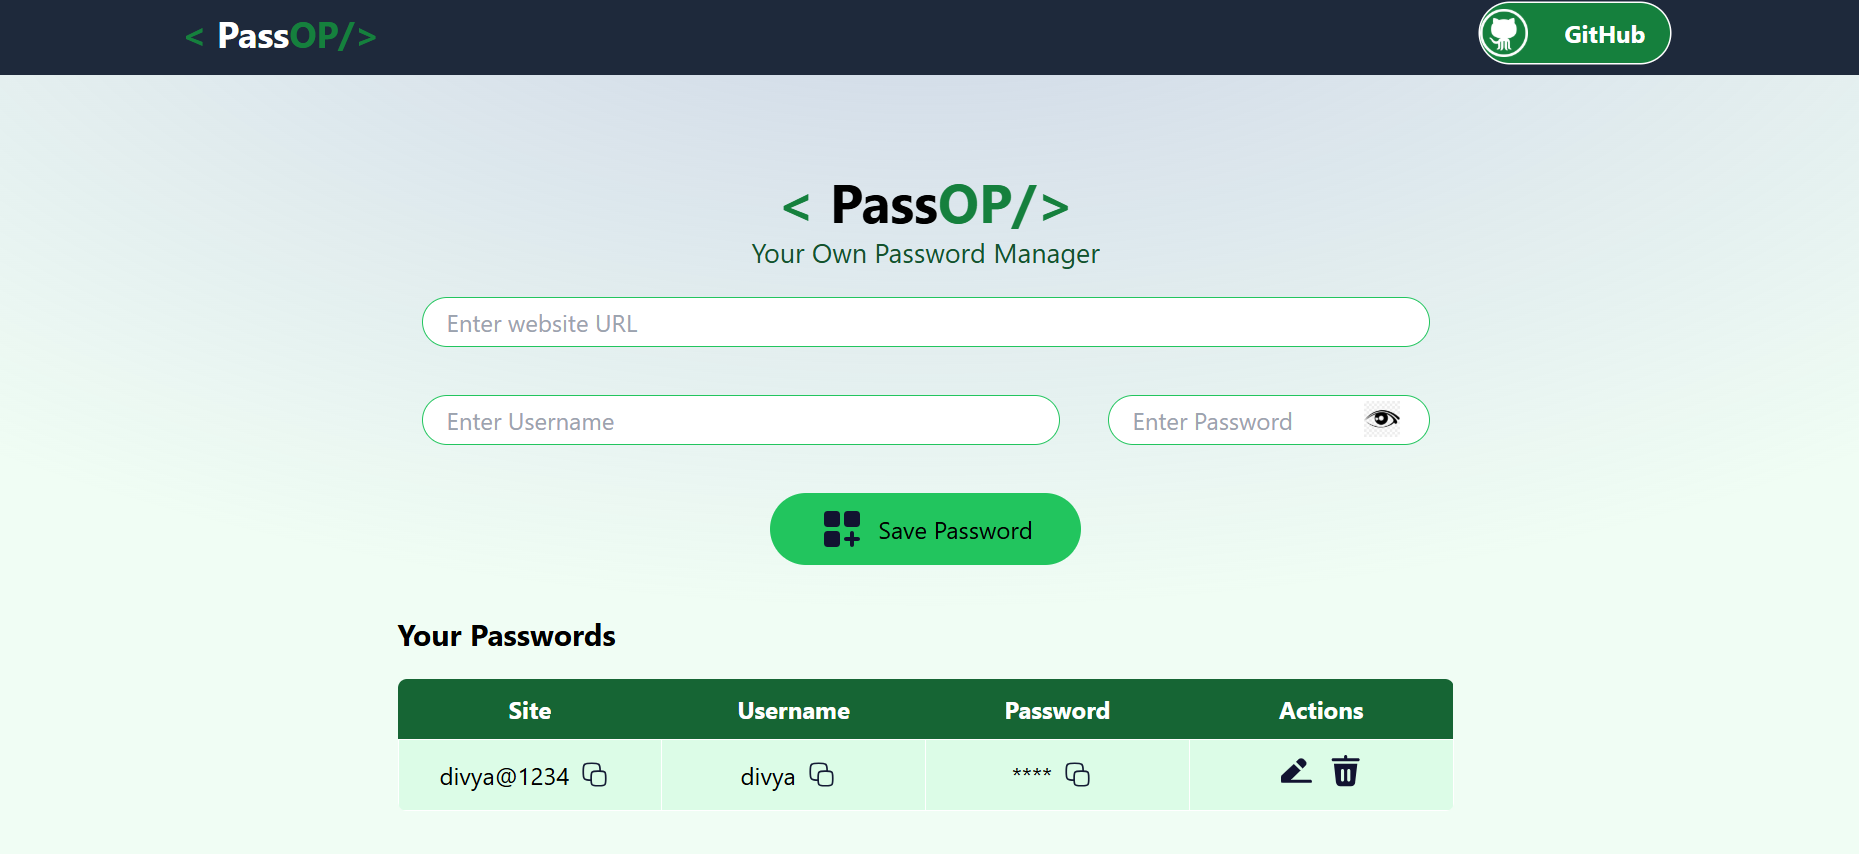 < PassOP/>
GitHub
< PassOP/>
Your Own Password Manager
Enter website URL
Enter Username
Enter Password
Save Password
Your Passwords
Site Username Password Actions
divya@1234 divya ****